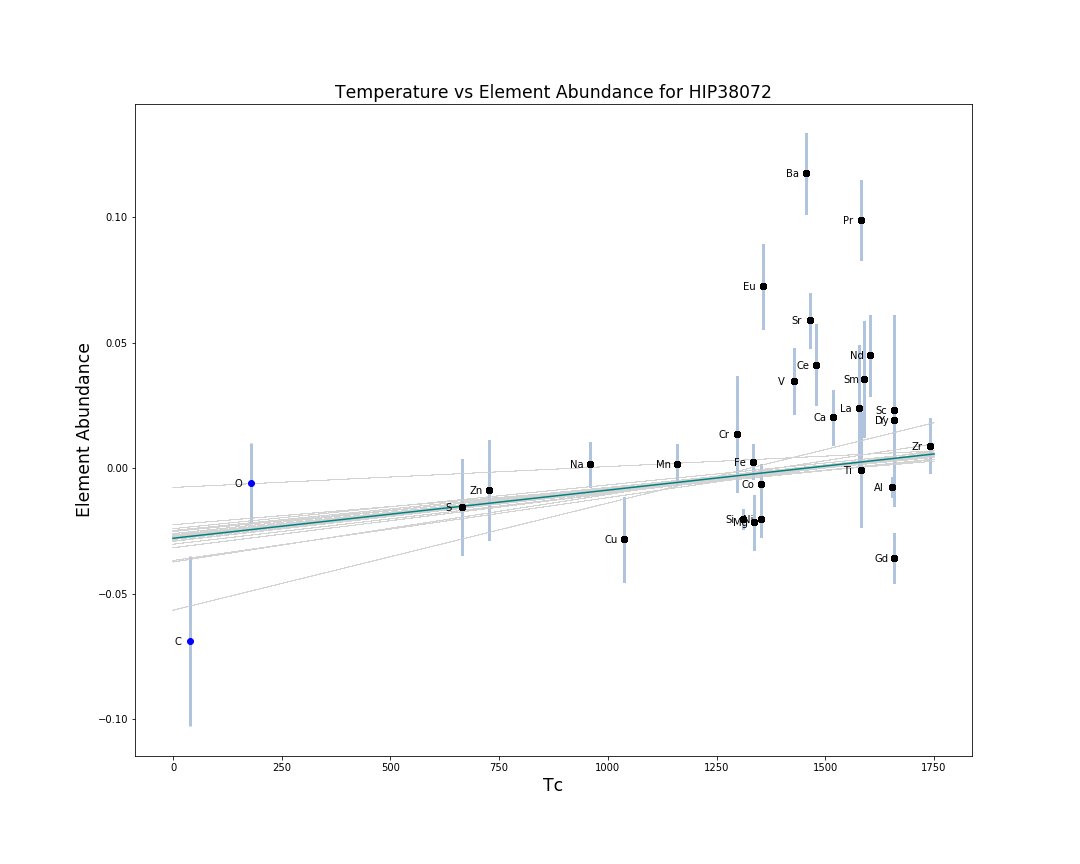 Temperature vs Element Abundance for HIP38072
Element Abundance
0.10
0.05
0.00
−0.05
−0.10
Ba
Pr
Eu
Sr
Nd
Ce
Sm
V
La
Sc
Ca
Dy
Cr
Zr
Na
Mn
Fe
Ti
O
Co
Al
Zn
S
Si
Ni
Mg
Cu
Gd
C
0
250
500
750
1000
1250
1500
1750
Tc